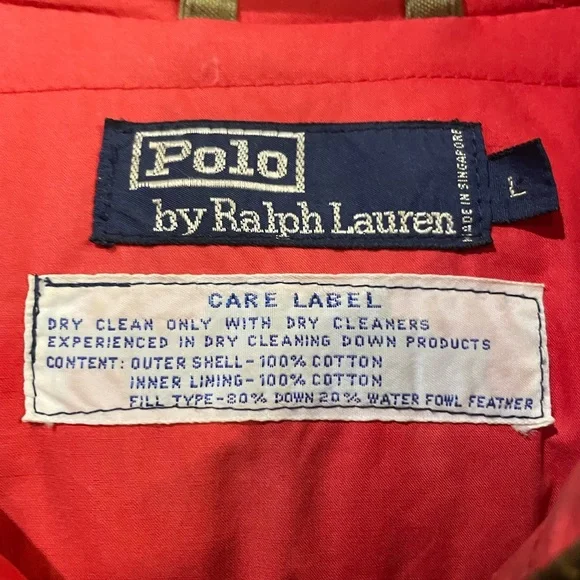 Polo
by Ralph Lauren
MADE IN SINGAPORE
L
CARE LABEL
DRY CLEAN ONLY WITH DRY CLEANERS
EXPERIENCED IN DRY CLEANING DOWN PRODUCTS
CONTENT: OUTER SHELL-100% COTTON
INNER LINING-100% COTTON
FILL TYPE-80% DOWN 20% WATER FOWL FEATHER